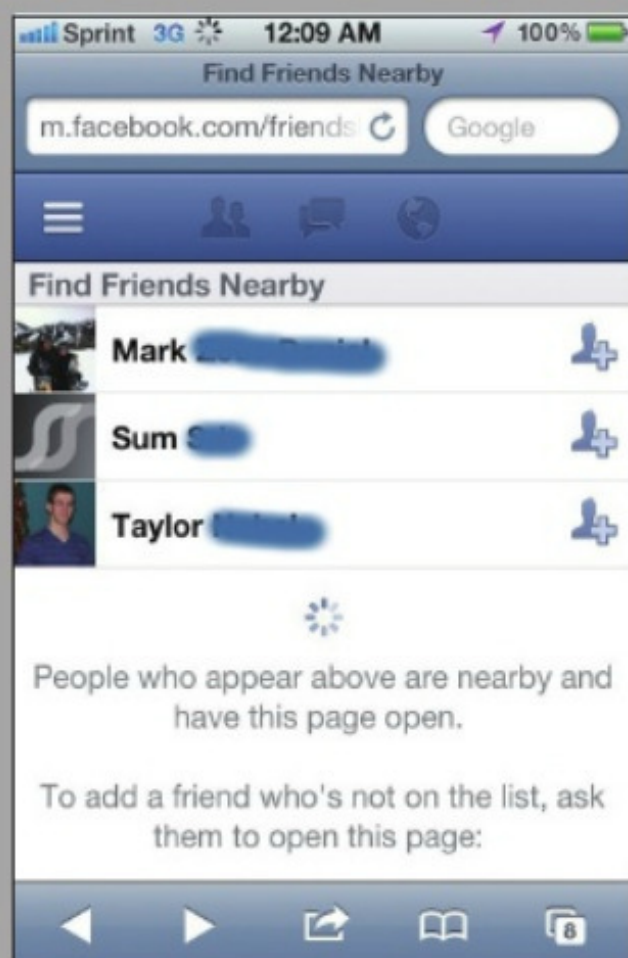 Sprint 3G 12:09 AM 100%
Find Friends Nearby
m.facebook.com/friends Google
Find Friends Nearby
Mark
Sum
Taylor
People who appear above are nearby and
have this page open.
To add a friend who's not on the list, ask
them to open this page:
8